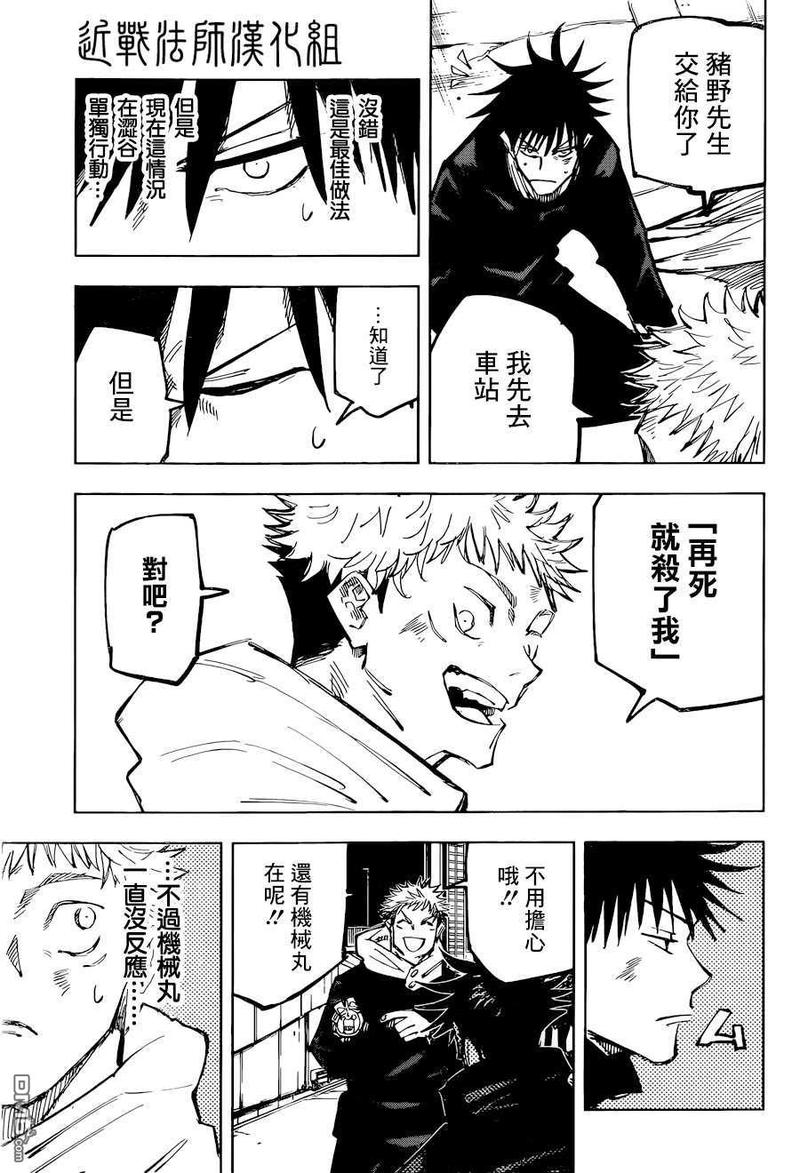 近戰法師漢化組
豬野先生
交給你了
我先去
車站
沒錯
這是最佳做法
但是
現在這情況
在澀谷
單獨行動…
…知道了
但是
「再死
就殺了我」
對吧？
ム
不用擔心
哦!!
還有機械丸
在呢!!
…不過機械丸
一直沒反應……
DM5.com